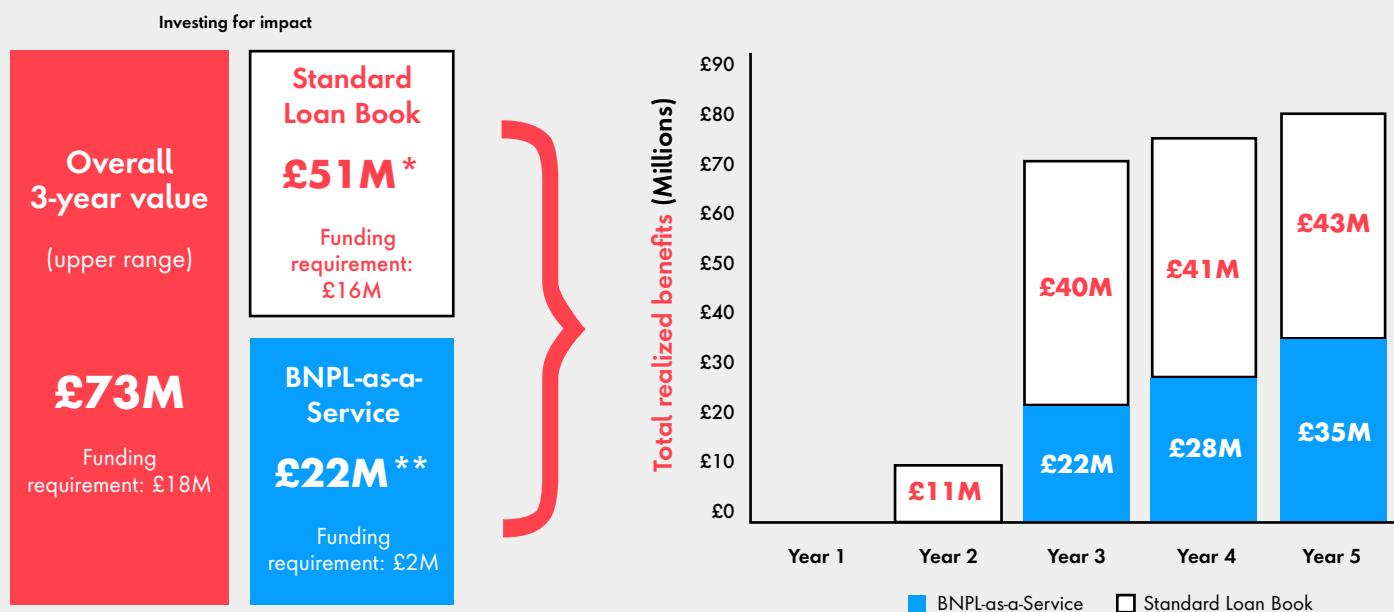 Investing for impact
Overall
3-year value
(upper range)
£73M
Funding
requirement: £18M
Standard
Loan Book
£51M*
Funding
requirement:
£16M
BNPL-as-a-
Service
£22M**
Funding
requirement: £2M
Total realized benefits (Millions)
£90
£80
£70
£60
£50
£40
£30
£20
£10
£0
£11M
£40M
£22M
£41M
£28M
£43M
£35M
Year 1
Year 2
Year 3
Year 4
Year 5
BNPL-as-a-Service
Standard Loan Book